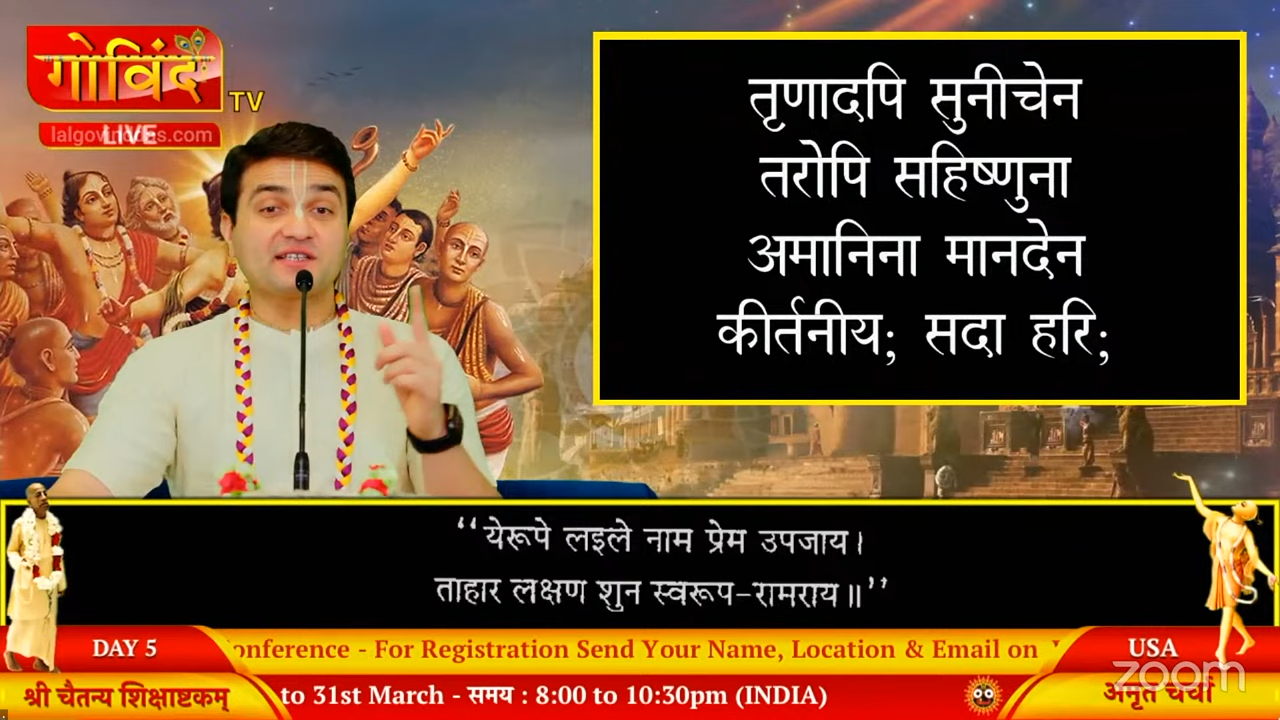 गोविंद
TV
LIVE
lalgovinddas.com
तृणादपि सुनीचेन
तरोपि सहिष्णुना
अमानिना मानदेन
कीर्तनीय; सदा हरि;
“येरूपे लइले नाम प्रेम उपजाय।
ताहार लक्षण शुन स्वरूप-रामराय॥”
DAY 5
onference - For Registration Send Your Name, Location & Email on
USA
श्री चैतन्य शिक्षाष्टकम्
to 31st March - समय : 8:00 to 10:30pm (INDIA)
अमृत चर्चा
zoom